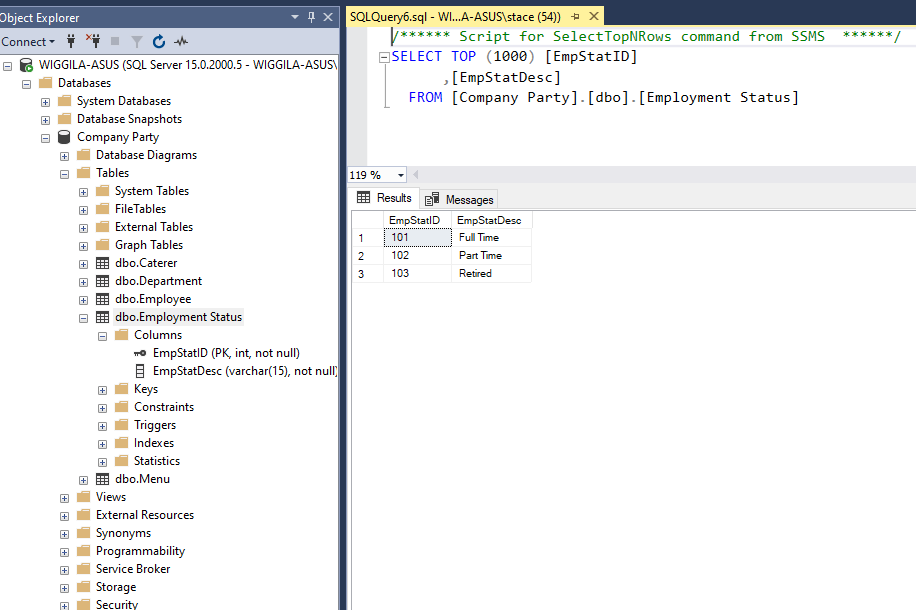 Object Explorer
Connect
WIGGILA-ASUS (SQL Server 15.0.2000.5 - WIGGILA-ASUS\
Databases
System Databases
Database Snapshots
Company Party
Database Diagrams
Tables
System Tables
FileTables
External Tables
Graph Tables
dbo.Caterer
dbo.Department
dbo.Employee
dbo.Employment Status
Columns
EmpStatID (PK, int, not null)
EmpStatDesc (varchar(15), not null)
Keys
Constraints
Triggers
Indexes
Statistics
dbo.Menu
Views
External Resources
Synonyms
Programmability
Service Broker
Storage
Security
SQLQuery6.sql - WI...A-ASUS\stace (54))
/****** Script for SelectTopNRows command from SSMS  ******/
SELECT TOP (1000) [EmpStatID]
,[EmpStatDesc]
FROM [Company Party].[dbo].[Employment Status]
119 %
Results Messages
EmpStatID EmpStatDesc
1 101 Full Time
2 102 Part Time
3 103 Retired